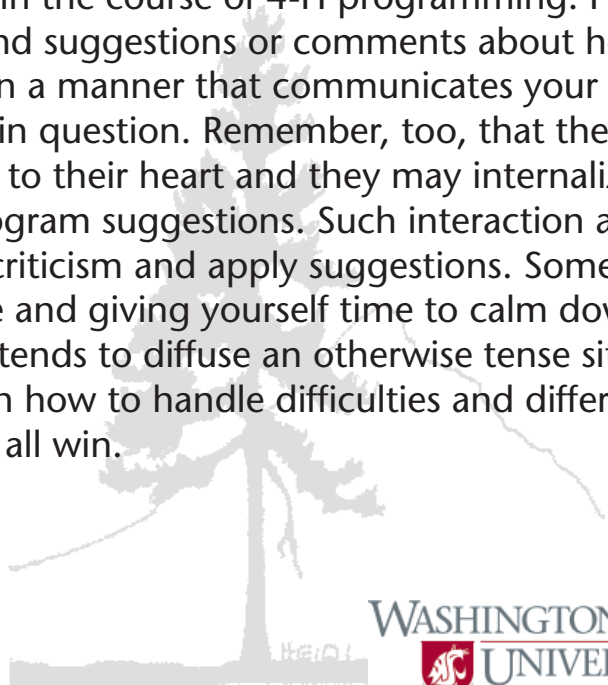 in the course of 4-H programming.
nd suggestions or comments about h
n a manner that communicates your
in question. Remember, too, that the
to their heart and they may internaliz
ogram suggestions. Such interaction a
criticism and apply suggestions. Some
e and giving yourself time to calm dow
tends to diffuse an otherwise tense sit
n how to handle difficulties and differ
all win.
HEIDI
WASHINGTON
UNIVER